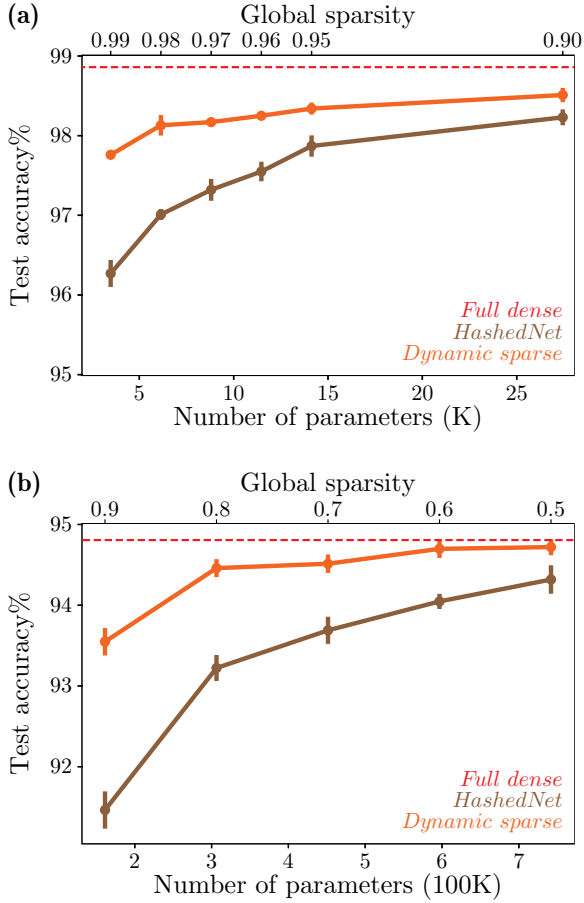 (a)
Global sparsity
0.99 0.98 0.97 0.96 0.95 0.90
99
98
97
96
95
Test accuracy%
Full dense
HashedNet
Dynamic sparse
5 10 15 20 25
Number of parameters (K)
(b)
Global sparsity
0.9 0.8 0.7 0.6 0.5
95
94
93
92
Test accuracy%
Full dense
HashedNet
Dynamic sparse
2 3 4 5 6 7
Number of parameters (100K)